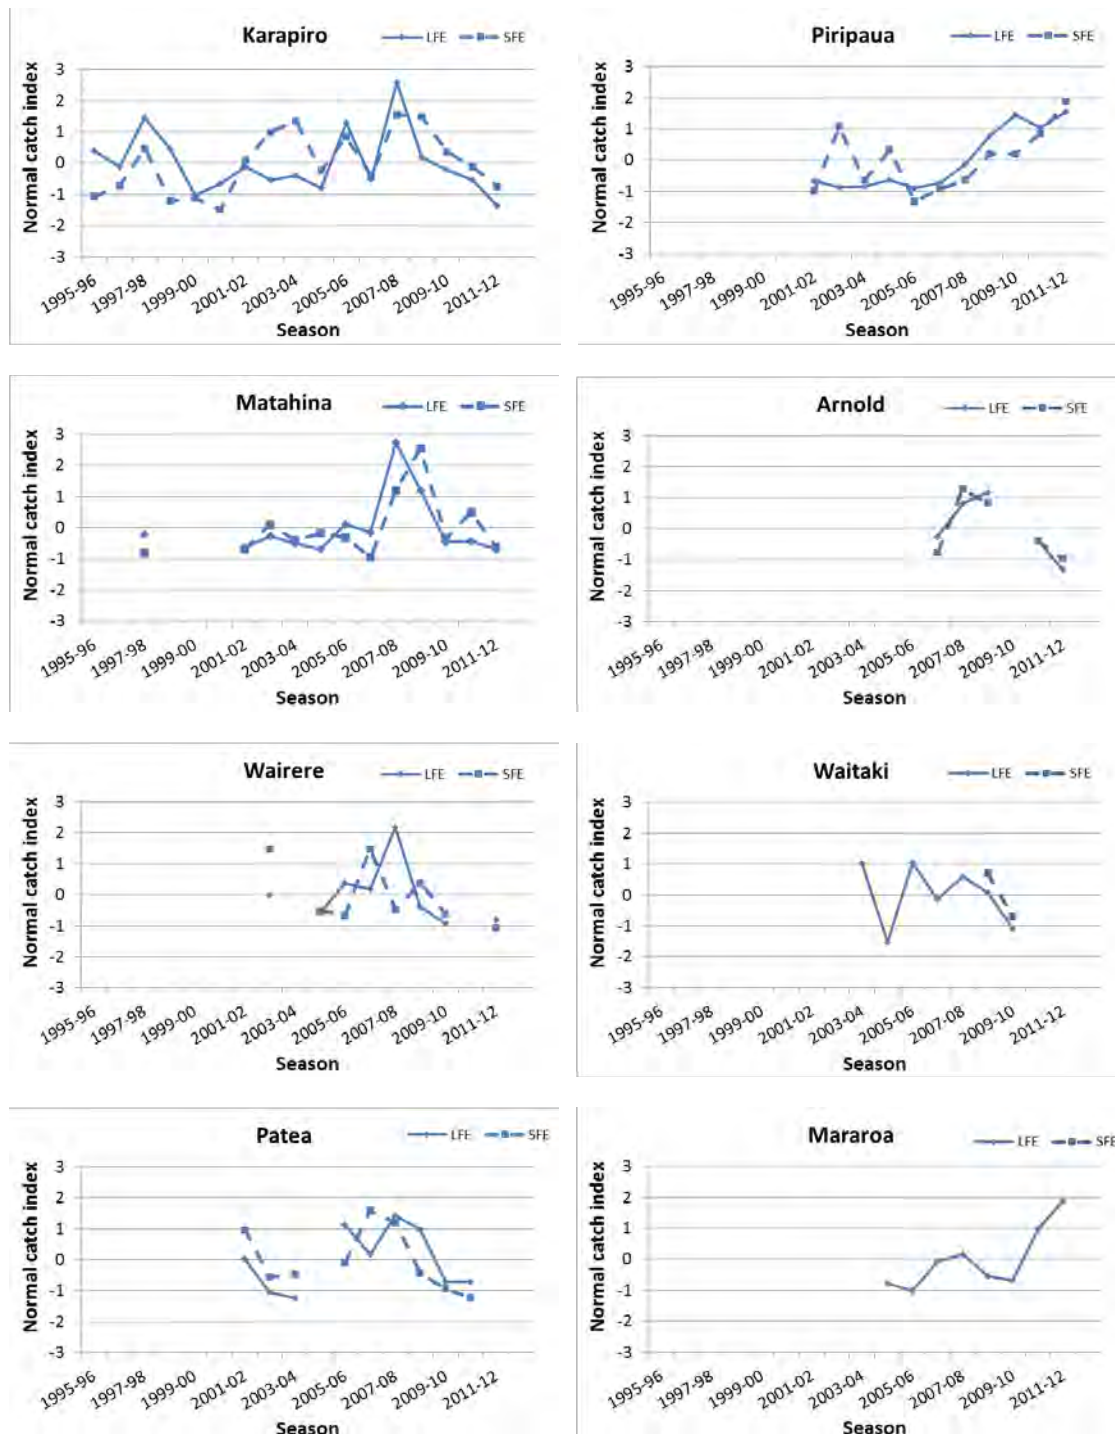 Karapiro
LFE SFE
Normal catch index
3
2
1
0
-1
-2
-3
1995-96 1997-98 1999-00 2001-02 2003-04 2005-06 2007-08 2009-10 2011-12
Season
Piripaua
LFE SFE
Normal catch index
3
2
1
0
-1
-2
-3
1995-96 1997-98 1999-00 2001-02 2003-04 2005-06 2007-08 2009-10 2011-12
Season
Matahina
LFE SFE
Normal catch index
3
2
1
0
-1
-2
-3
1995-96 1997-98 1999-00 2001-02 2003-04 2005-06 2007-08 2009-10 2011-12
Season
Arnold
LFE SFE
Normal catch index
3
2
1
0
-1
-2
-3
1995-96 1997-98 1999-00 2001-02 2003-04 2005-06 2007-08 2009-10 2011-12
Season
Wairere
LFE SFE
Normal catch index
3
2
1
0
-1
-2
-3
1995-96 1997-98 1999-00 2001-02 2003-04 2005-06 2007-08 2009-10 2011-12
Season
Waitaki
LFE SFE
Normal catch index
3
2
1
0
-1
-2
-3
1995-96 1997-98 1999-00 2001-02 2003-04 2005-06 2007-08 2009-10 2011-12
Season
Patea
LFE SFE
Normal catch index
3
2
1
0
-1
-2
-3
1995-96 1997-98 1999-00 2001-02 2003-04 2005-06 2007-08 2009-10 2011-12
Season
Mararoa
LFE SFE
Normal catch index
3
2
1
0
-1
-2
-3
1995-96 1997-98 1999-00 2001-02 2003-04 2005-06 2007-08 2009-10 2011-12
Season